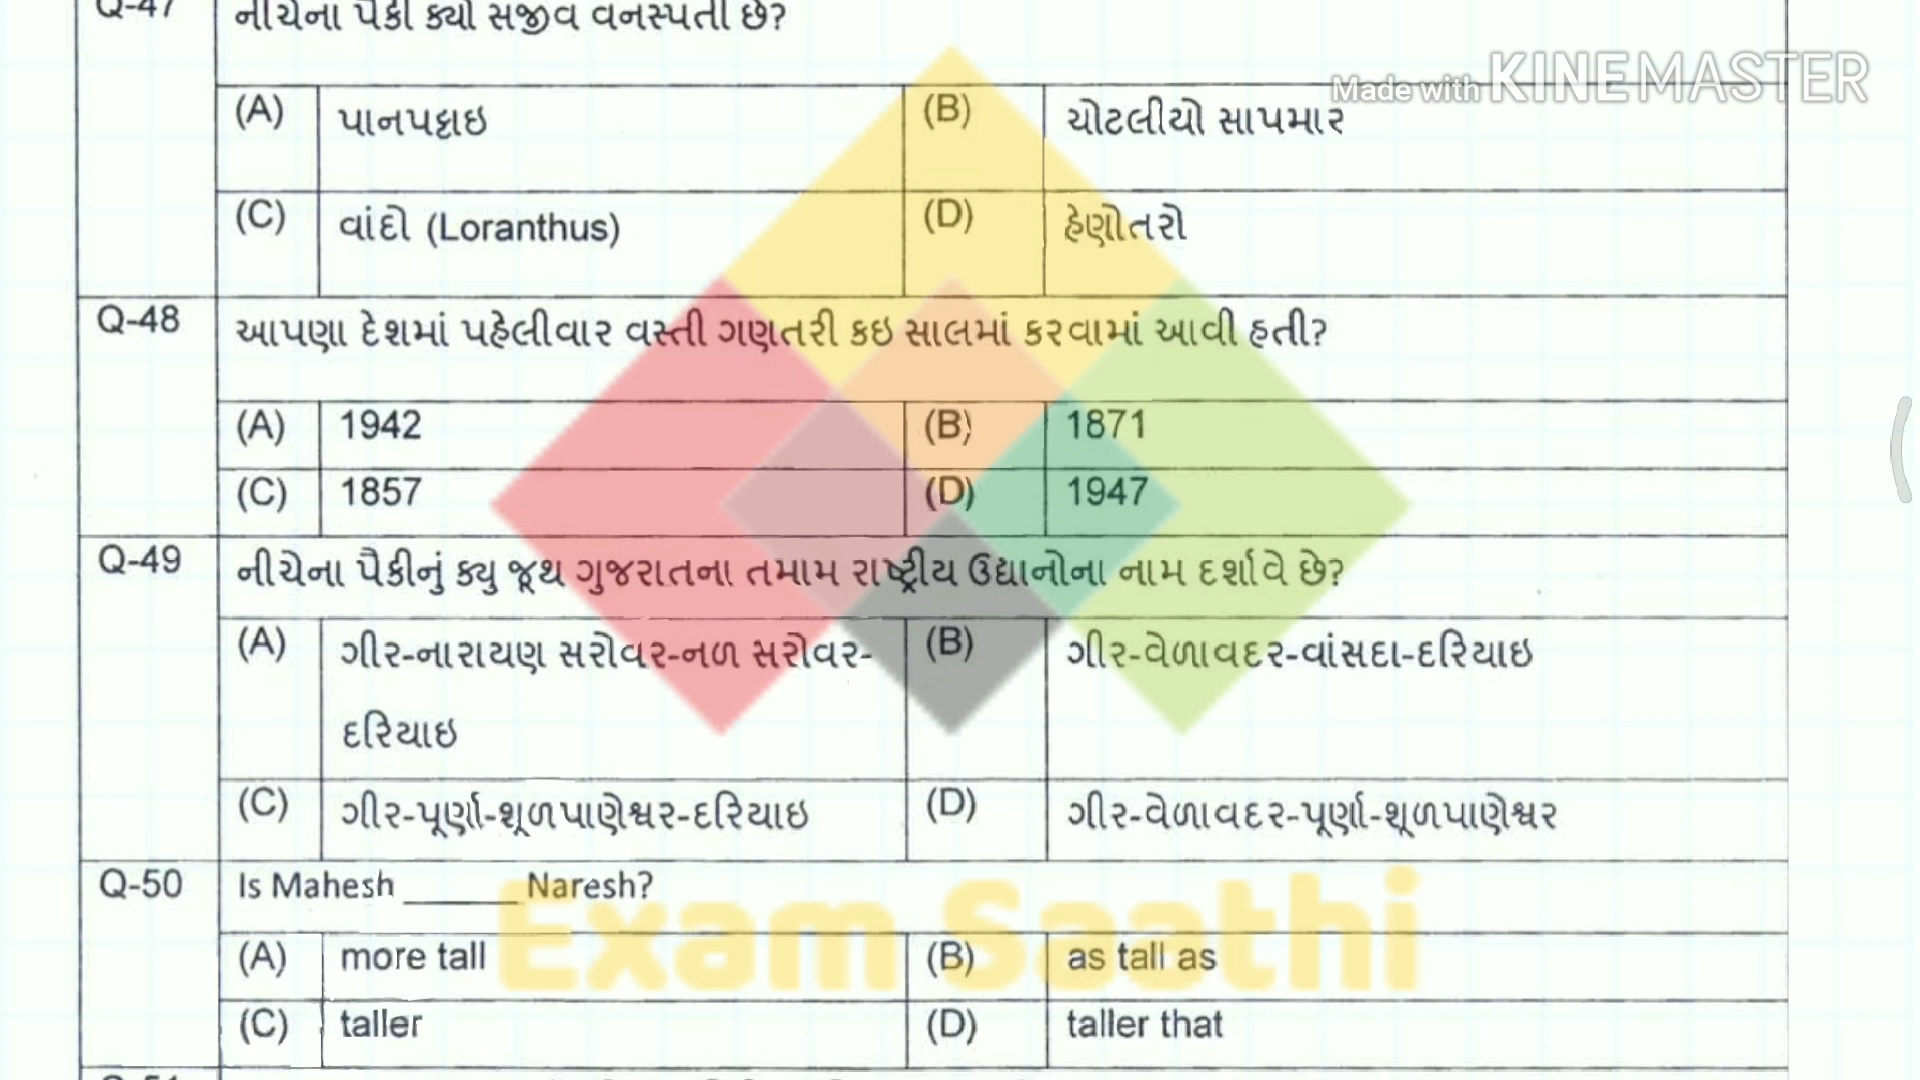 Q-47 નીચેના પૈકી ક્યો સજીવ વનસ્પતી છે?
Made with KINEMASTER
(A) પાનપટ્ટાઇ (B) ચોટલીયો સાપમાર
(C) વાંદો (Loranthus) (D) હેણોતરો
Q-48 આપણા દેશમાં પહેલીવાર વસ્તી ગણતરી કઇ સાલમાં કરવામાં આવી હતી?
(A) 1942 (B) 1871
(C) 1857 (D) 1947
Q-49 નીચેના પૈકીનું ક્યુ જૂથ ગુજરાતના તમામ રાષ્ટ્રીય ઉદ્યાનોના નામ દર્શાવે છે?
(A) ગીર-નારાયણ સરોવર-નળ સરોવર- (B) ગીર-વેળાવદર-વાંસદા-દરિયાઇ
દરિયાઇ
(C) ગીર-પૂર્ણા-શૂળપાણેશ્વર-દરિયાઇ (D) ગીર-વેળાવદર-પૂર્ણા-શૂળપાણેશ્વર
Q-50 Is Mahesh ______ Naresh?
Exam Saathi
(A) more tall (B) as tall as
(C) taller (D) taller that